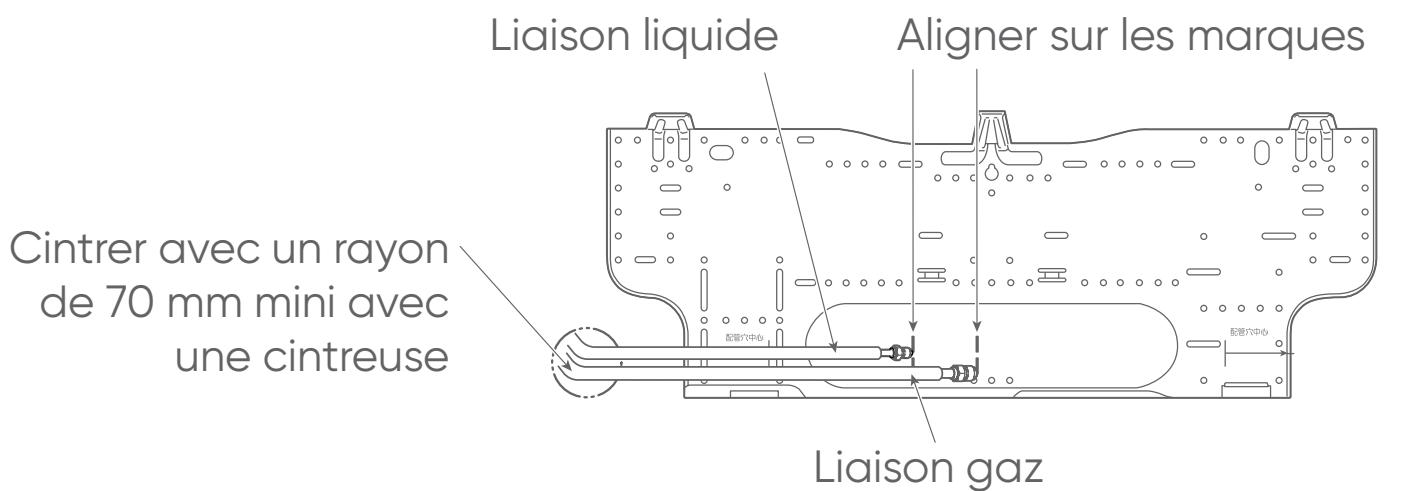 Liaison liquide
Aligner sur les marques
Cintrer avec un rayon
de 70 mm mini avec
une cintreuse
配管穴中心
配管穴中心
Liaison gaz